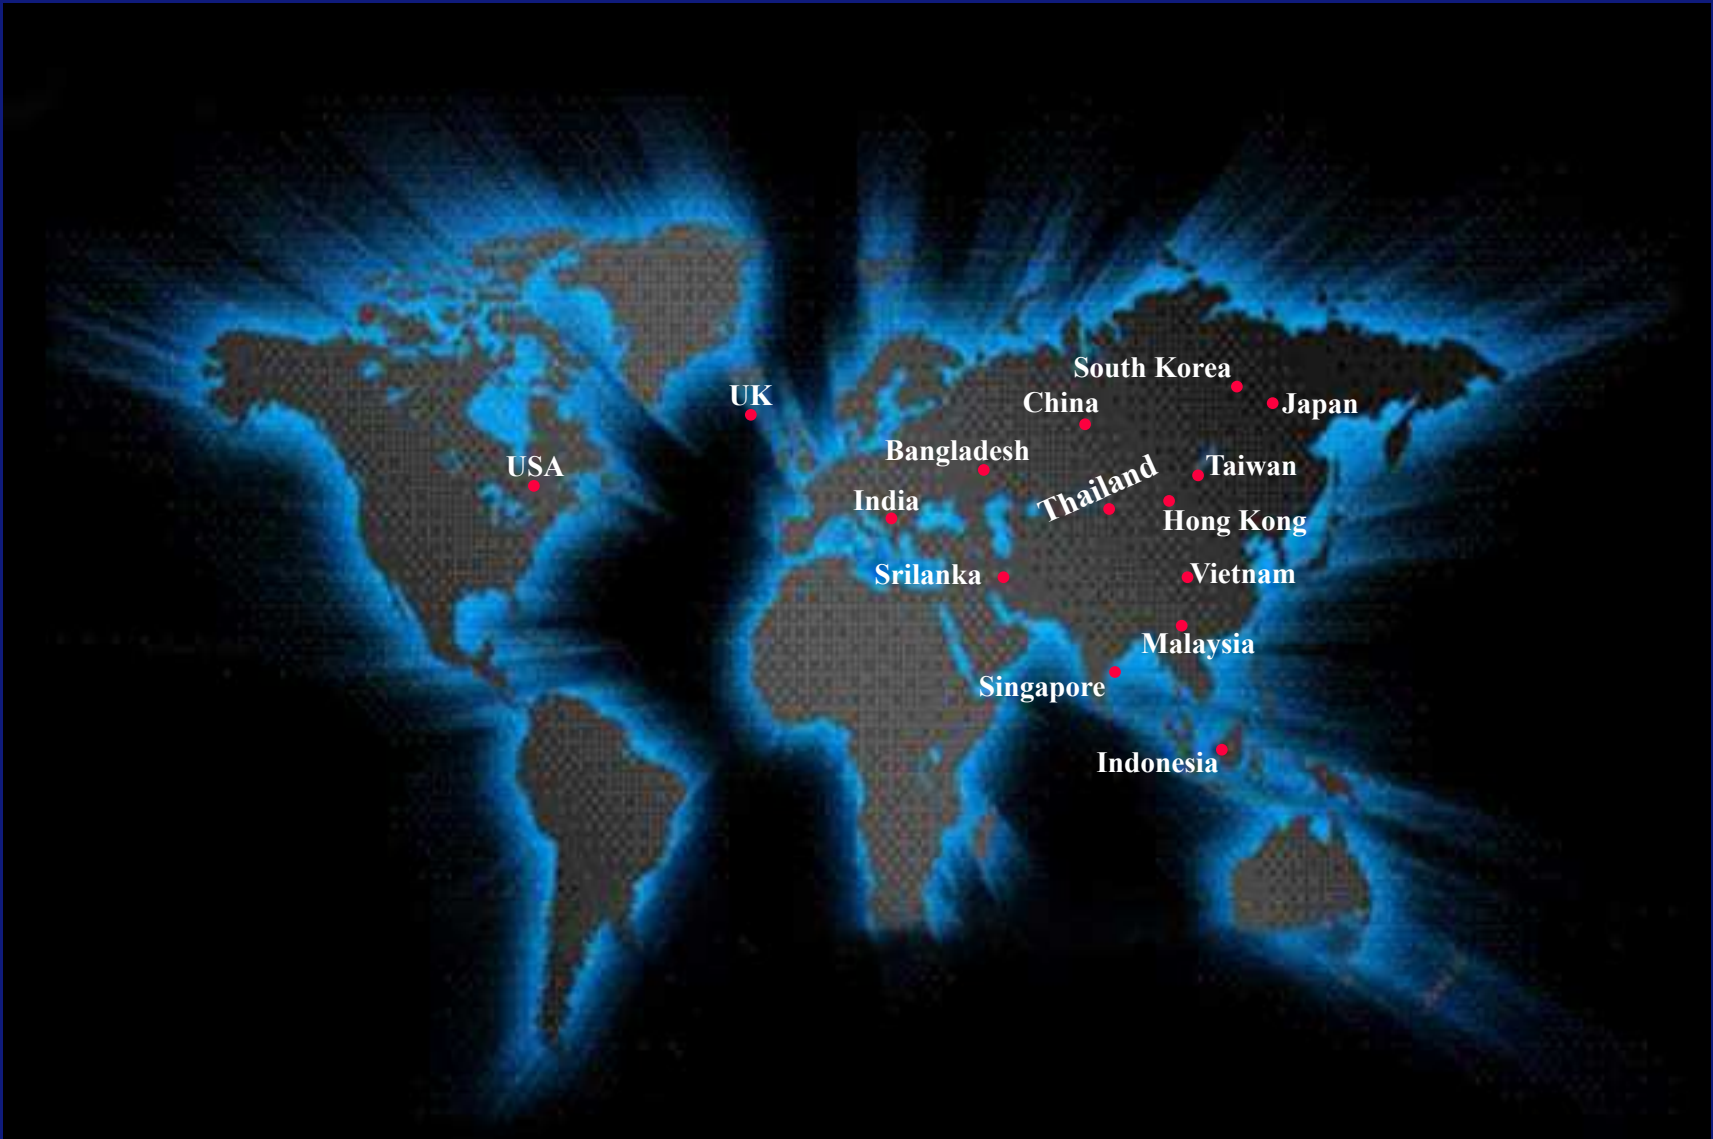 South Korea
UK
China
Japan
Bangladesh
USA
Taiwan
Thailand
India
Hong Kong
Srilanka
Vietnam
Malaysia
Singapore
Indonesia